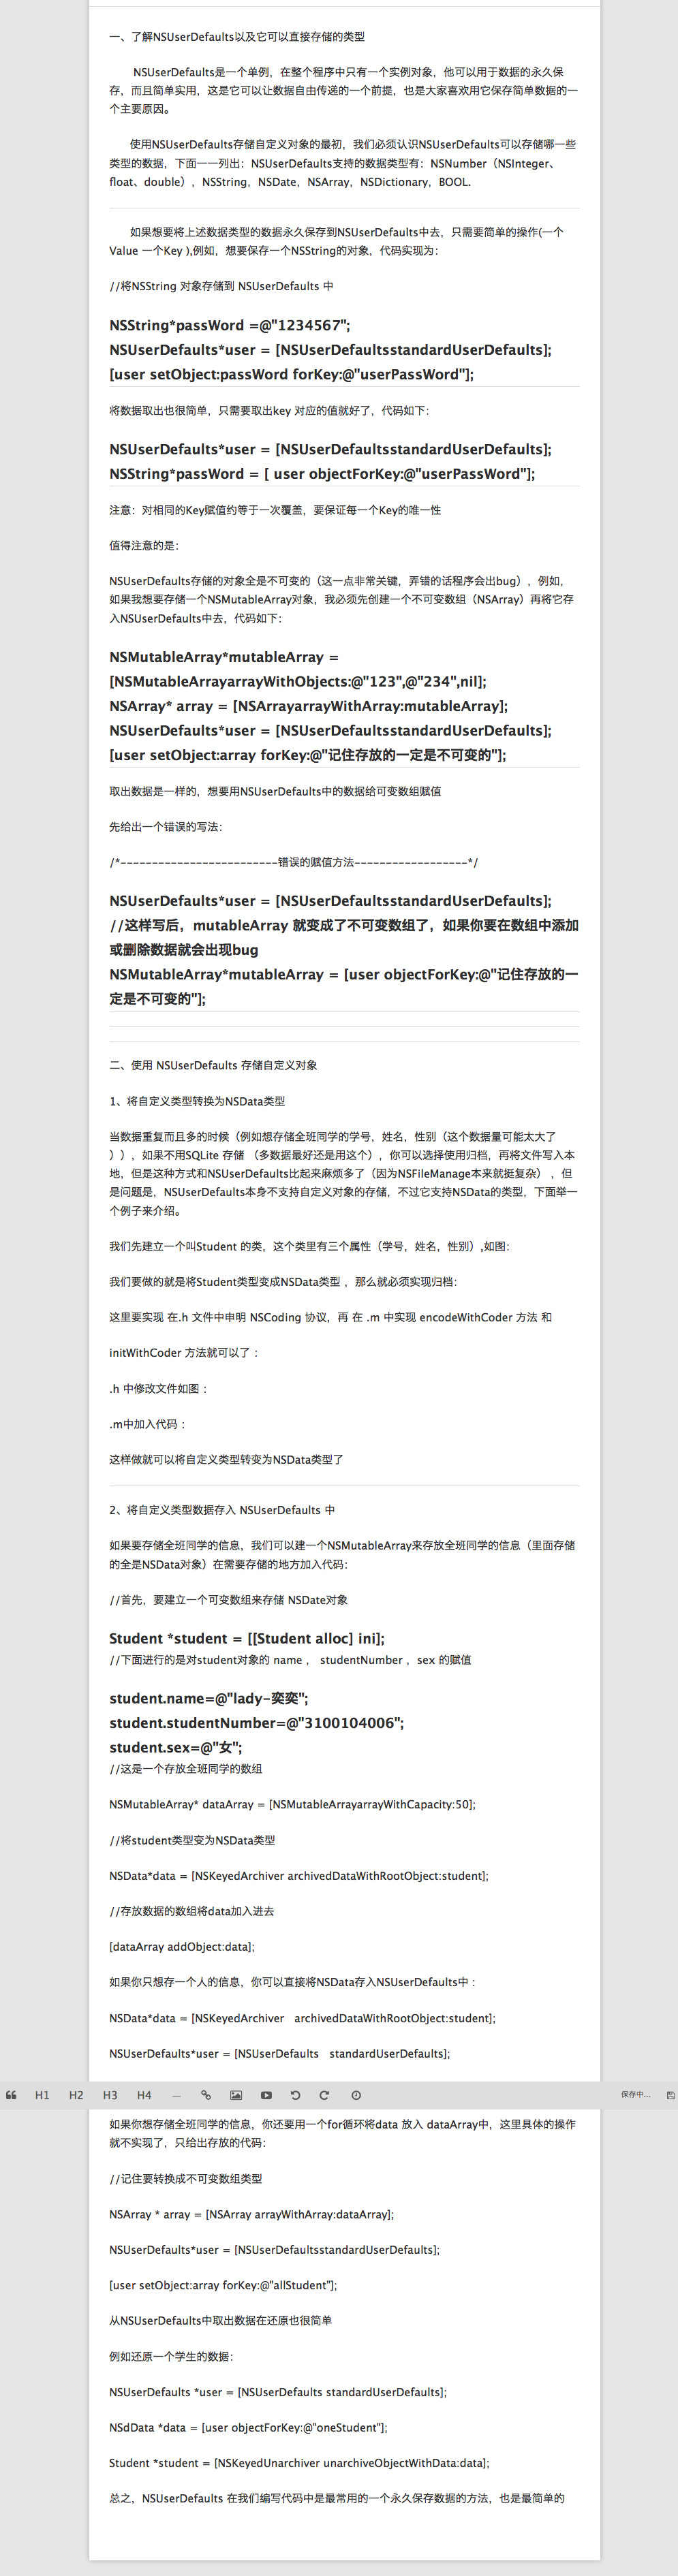 一、了解NSUserDefaults以及它可以直接存储的类型
NSUserDefaults是一个单例，在整个程序中只有一个实例对象，他可以用于数据的永久保
存，而且简单实用，这是它可以让数据自由传递的一个前提，也是大家喜欢用它保存简单数据的一
个主要原因。
使用NSUserDefaults存储自定义对象的最初，我们必须认识NSUserDefaults可以存储哪一些
类型的数据，下面一一列出：NSUserDefaults支持的数据类型有：NSNumber（NSInteger、
float、double），NSString，NSDate，NSArray，NSDictionary，BOOL.
如果想要将上述数据类型的数据永久保存到NSUserDefaults中去，只需要简单的操作(一个
Value 一个Key ),例如，想要保存一个NSString的对象，代码实现为：
//将NSString 对象存储到 NSUserDefaults 中
NSString*passWord =@"1234567";
NSUserDefaults*user = [NSUserDefaultsstandardUserDefaults];
[user setObject:passWord forKey:@"userPassWord"];
将数据取出也很简单，只需要取出key 对应的值就好了，代码如下：
NSUserDefaults*user = [NSUserDefaultsstandardUserDefaults];
NSString*passWord = [ user objectForKey:@"userPassWord"];
注意：对相同的Key赋值约等于一次覆盖，要保证每一个Key的唯一性
值得注意的是：
NSUserDefaults存储的对象全是不可变的（这一点非常关键，弄错的话程序会出bug），例如，
如果我想要存储一个NSMutableArray对象，我必须先创建一个不可变数组（NSArray）再将它存
入NSUserDefaults中去，代码如下：
NSMutableArray*mutableArray =
[NSMutableArrayarrayWithObjects:@"123",@"234",nil];
NSArray* array = [NSArrayarrayWithArray:mutableArray];
NSUserDefaults*user = [NSUserDefaultsstandardUserDefaults];
[user setObject:array forKey:@"记住存放的一定是不可变的"];
取出数据是一样的，想要用NSUserDefaults中的数据给可变数组赋值
先给出一个错误的写法：
/*-------------------------错误的赋值方法------------------*/
NSUserDefaults*user = [NSUserDefaultsstandardUserDefaults];
//这样写后，mutableArray 就变成了不可变数组了，如果你要在数组中添加
或删除数据就会出现bug
NSMutableArray*mutableArray = [user objectForKey:@"记住存放的一
定是不可变的"];
二、使用 NSUserDefaults 存储自定义对象
1、将自定义类型转换为NSData类型
当数据重复而且多的时候（例如想存储全班同学的学号，姓名，性别（这个数据量可能太大了
）），如果不用SQLite 存储 （多数据最好还是用这个），你可以选择使用归档，再将文件写入本
地，但是这种方式和NSUserDefaults比起来麻烦多了（因为NSFileManage本来就挺复杂） ，但
是问题是，NSUserDefaults本身不支持自定义对象的存储，不过它支持NSData的类型，下面举一
个例子来介绍。
我们先建立一个叫Student 的类，这个类里有三个属性（学号，姓名，性别）,如图：
我们要做的就是将Student类型变成NSData类型 ，那么就必须实现归档：
这里要实现 在.h 文件中申明 NSCoding 协议，再 在 .m 中实现 encodeWithCoder 方法 和
initWithCoder 方法就可以了 ：
.h 中修改文件如图 ：
.m中加入代码 ：
这样做就可以将自定义类型转变为NSData类型了
2、将自定义类型数据存入 NSUserDefaults 中
如果要存储全班同学的信息，我们可以建一个NSMutableArray来存放全班同学的信息（里面存储
的全是NSData对象）在需要存储的地方加入代码：
//首先，要建立一个可变数组来存储 NSDate对象
Student *student = [[Student alloc] ini];
//下面进行的是对student对象的 name ， studentNumber ，sex 的赋值
student.name=@"lady-奕奕";
student.studentNumber=@"3100104006";
student.sex=@"女";
//这是一个存放全班同学的数组
NSMutableArray* dataArray = [NSMutableArrayarrayWithCapacity:50];
//将student类型变为NSData类型
NSData*data = [NSKeyedArchiver archivedDataWithRootObject:student];
//存放数据的数组将data加入进去
[dataArray addObject:data];
如果你只想存一个人的信息，你可以直接将NSData存入NSUserDefaults中 :
NSData*data = [NSKeyedArchiver archivedDataWithRootObject:student];
NSUserDefaults*user = [NSUserDefaults standardUserDefaults];
H1 H2 H3 H4 保存中...
如果你想存储全班同学的信息，你还要用一个for循环将data 放入 dataArray中，这里具体的操作
就不实现了，只给出存放的代码：
//记住要转换成不可变数组类型
NSArray * array = [NSArray arrayWithArray:dataArray];
NSUserDefaults*user = [NSUserDefaultsstandardUserDefaults];
[user setObject:array forKey:@"allStudent"];
从NSUserDefaults中取出数据在还原也很简单
例如还原一个学生的数据：
NSUserDefaults *user = [NSUserDefaults standardUserDefaults];
NSdData *data = [user objectForKey:@"oneStudent"];
Student *student = [NSKeyedUnarchiver unarchiveObjectWithData:data];
总之，NSUserDefaults 在我们编写代码中是最常用的一个永久保存数据的方法，也是最简单的